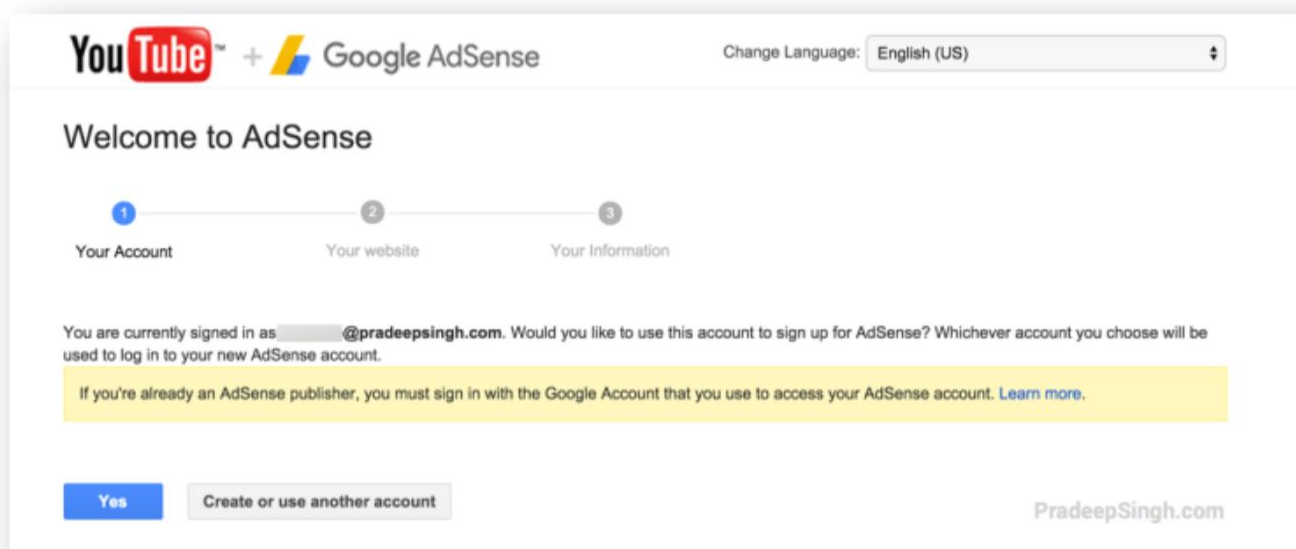 YouTube™ + Google AdSense
Change Language: English (US)
Welcome to AdSense
1 2 3
Your Account Your website Your Information
You are currently signed in as @pradeepsingh.com. Would you like to use this account to sign up for AdSense? Whichever account you choose will be
used to log in to your new AdSense account.
If you're already an AdSense publisher, you must sign in with the Google Account that you use to access your AdSense account. Learn more.
Yes Create or use another account
PradeepSingh.com